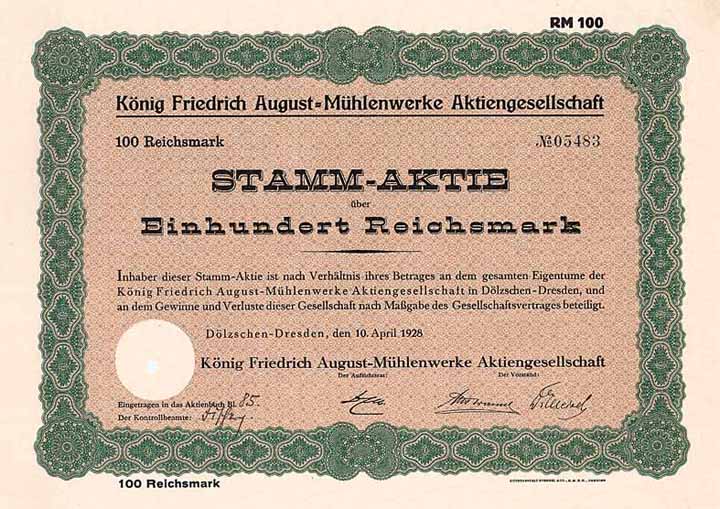 RM 100
König Friedrich August=Mühlenwerke Aktiengesellschaft
100 Reichsmark №05483
STAMM-AKTIE
über
Einhundert Reichsmark
Inhaber dieser Stamm-Aktie ist nach Verhältnis ihres Betrages an dem gesamten Eigentume der
König Friedrich August-Mühlenwerke Aktiengesellschaft in Dölzschen-Dresden, und
an dem Gewinne und Verluste dieser Gesellschaft nach Maßgabe des Gesellschaftsvertrages beteiligt.
Dölzschen-Dresden, den 10. April 1928
König Friedrich August-Mühlenwerke Aktiengesellschaft
Der Aufsichtsrat: Der Vorstand:
Eingetragen in das Aktienbuch Bl. 85.
Der Kontrollbeamte:
100 Reichsmark